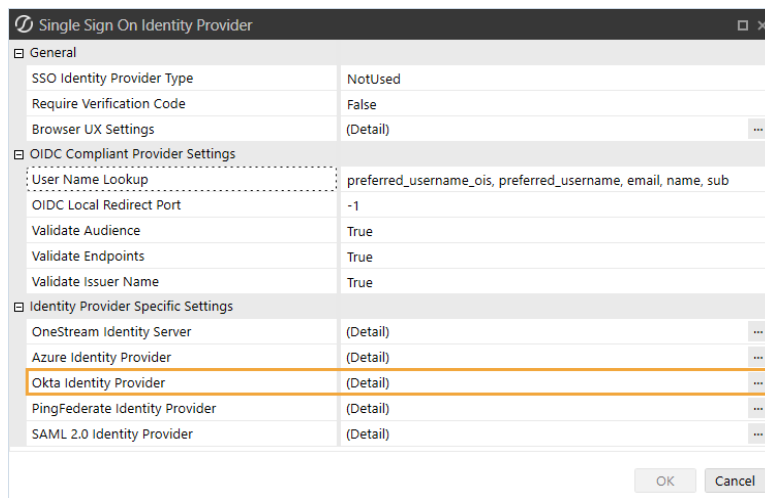 Single Sign On Identity Provider
General
SSO Identity Provider Type NotUsed
Require Verification Code False
Browser UX Settings (Detail) ...
OIDC Compliant Provider Settings
User Name Lookup preferred_username_ois, preferred_username, email, name, sub
OIDC Local Redirect Port -1
Validate Audience True
Validate Endpoints True
Validate Issuer Name True
Identity Provider Specific Settings
OneStream Identity Server (Detail) ...
Azure Identity Provider (Detail) ...
Okta Identity Provider (Detail) ...
PingFederate Identity Provider (Detail) ...
SAML 2.0 Identity Provider (Detail) ...
OK Cancel